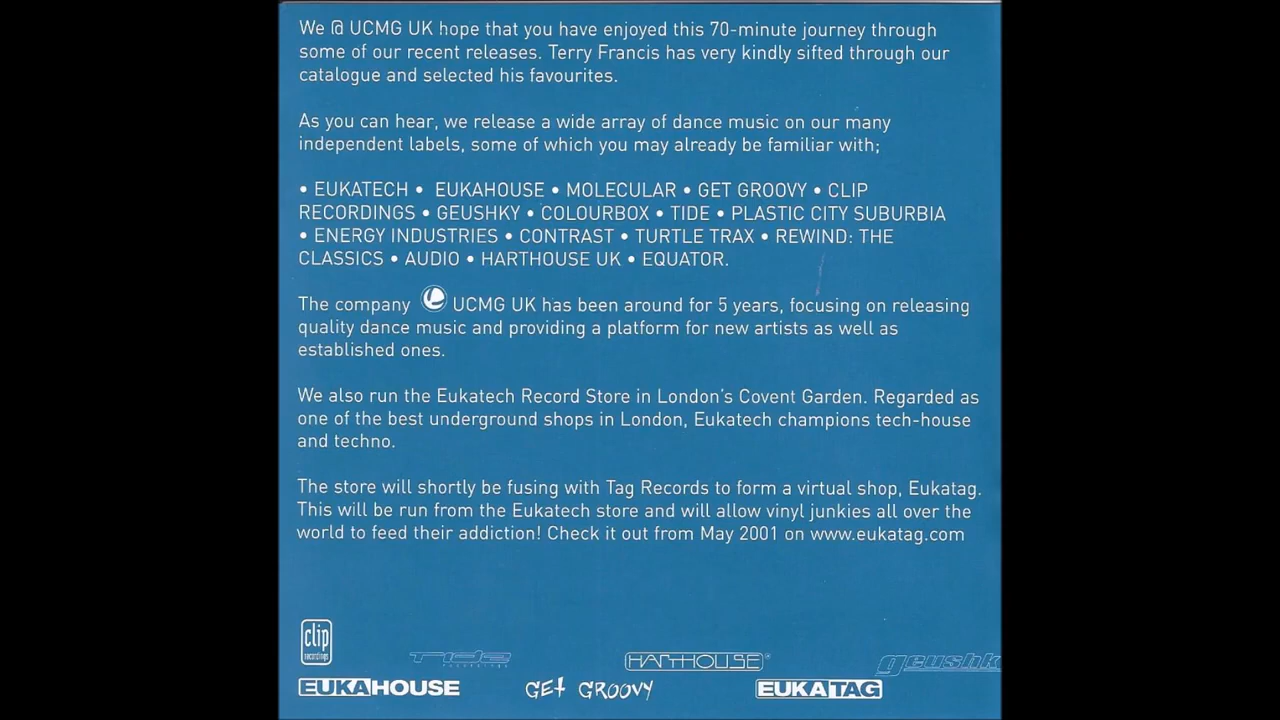 We @ UCMG UK hope that you have enjoyed this 70-minute journey through
some of our recent releases. Terry Francis has very kindly sifted through our
catalogue and selected his favourites.
As you can hear, we release a wide array of dance music on our many
independent labels, some of which you may already be familiar with;
• EUKATECH • EUKAHOUSE • MOLECULAR • GET GROOVY • CLIP
RECORDINGS • GEUSHKY • COLOURBOX • TIDE • PLASTIC CITY SUBURBIA
• ENERGY INDUSTRIES • CONTRAST • TURTLE TRAX • REWIND: THE
CLASSICS • AUDIO • HARTHOUSE UK • EQUATOR.
The company UCMG UK has been around for 5 years, focusing on releasing
quality dance music and providing a platform for new artists as well as
established ones.
We also run the Eukatech Record Store in London's Covent Garden. Regarded as
one of the best underground shops in London, Eukatech champions tech-house
and techno.
The store will shortly be fusing with Tag Records to form a virtual shop, Eukatag.
This will be run from the Eukatech store and will allow vinyl junkies all over the
world to feed their addiction! Check it out from May 2001 on www.eukatag.com
clip
recordings
TIDE
RECORDINGS
HARTHOUSE®
geushk
EUKAHOUSE
GET GROOVY
EUKATAG